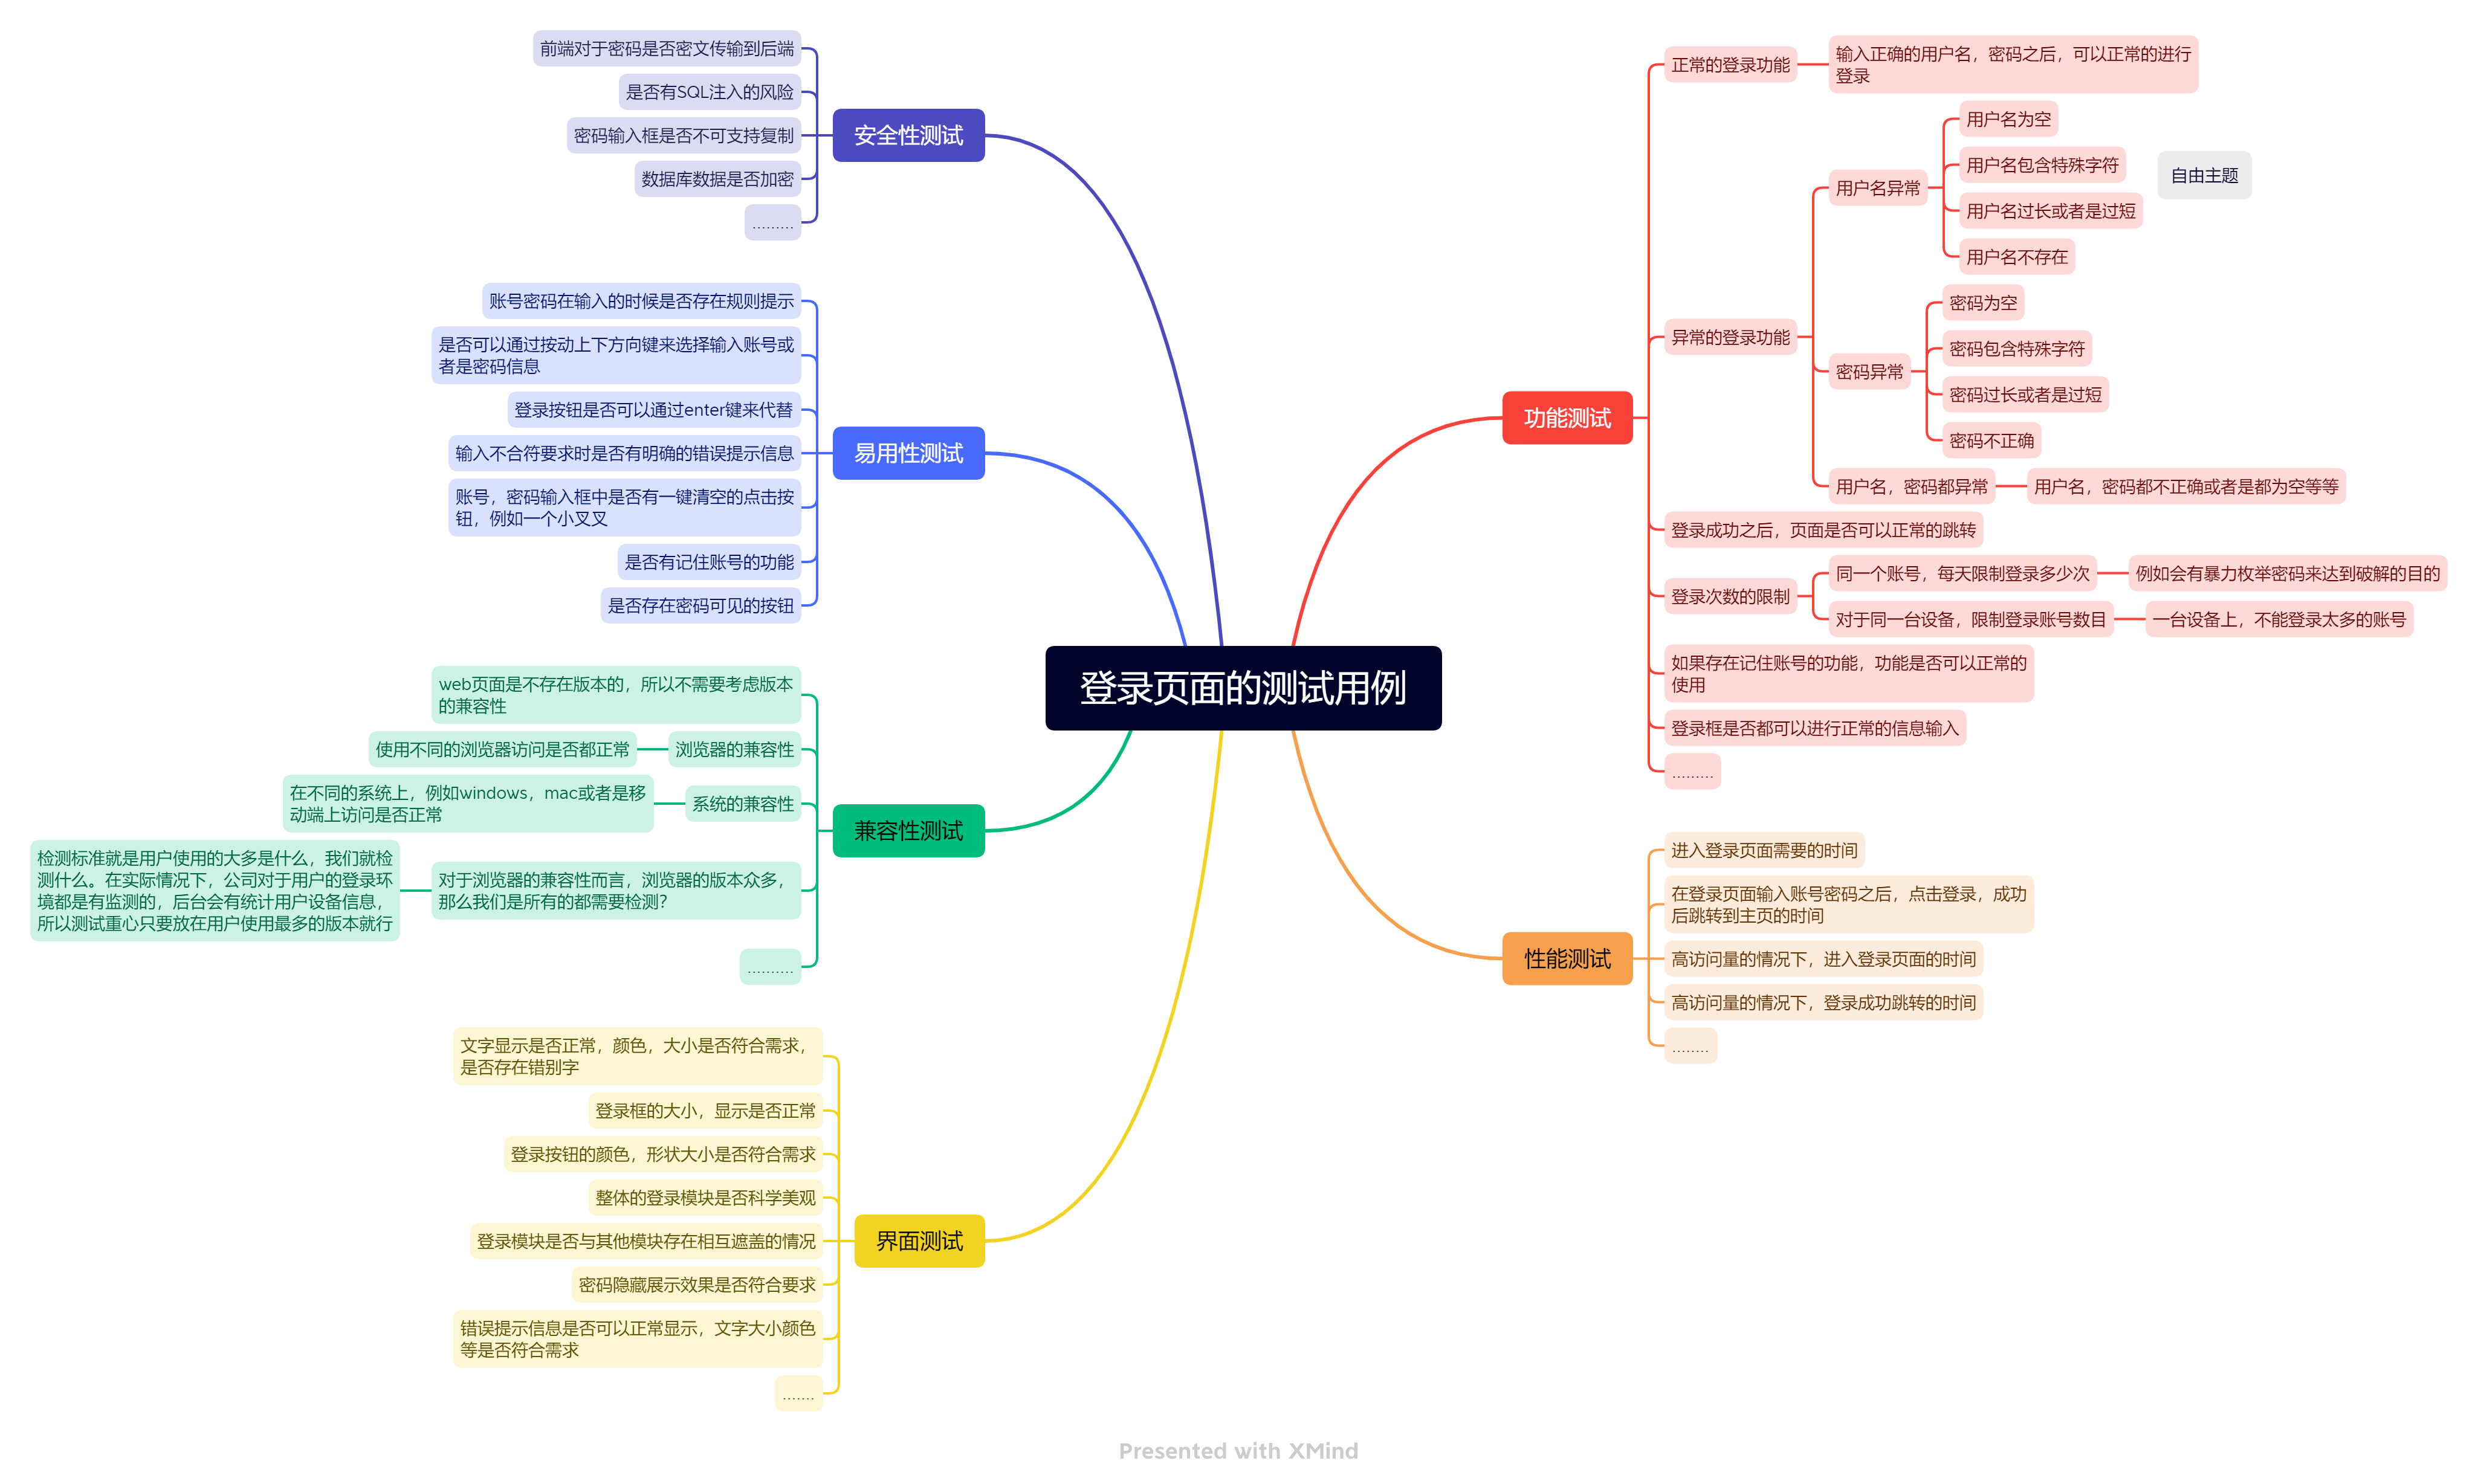 登录页面的测试用例
功能测试
正常的登录功能
输入正确的用户名，密码之后，可以正常的进行
登录
异常的登录功能
用户名异常
用户名为空
用户名包含特殊字符
用户名过长或者是过短
用户名不存在
自由主题
密码异常
密码为空
密码包含特殊字符
密码过长或者是过短
密码不正确
用户名，密码都异常
用户名，密码都不正确或者是都为空等等
登录成功之后，页面是否可以正常的跳转
登录次数的限制
同一个账号，每天限制登录多少次
例如会有暴力枚举密码来达到破解的目的
对于同一台设备，限制登录账号数目
一台设备上，不能登录太多的账号
如果存在记住账号的功能，功能是否可以正常的
使用
登录框是否都可以进行正常的信息输入
.........
性能测试
进入登录页面需要的时间
在登录页面输入账号密码之后，点击登录，成功
后跳转到主页的时间
高访问量的情况下，进入登录页面的时间
高访问量的情况下，登录成功跳转的时间
........
安全性测试
前端对于密码是否密文传输到后端
是否有SQL注入的风险
密码输入框是否不可支持复制
数据库数据是否加密
.........
易用性测试
账号密码在输入的时候是否存在规则提示
是否可以通过按动上下方向键来选择输入账号或
者是密码信息
登录按钮是否可以通过enter键来代替
输入不合符要求时是否有明确的错误提示信息
账号，密码输入框中是否有一键清空的点击按
钮，例如一个小叉叉
是否有记住账号的功能
是否存在密码可见的按钮
兼容性测试
web页面是不存在版本的，所以不需要考虑版本
的兼容性
浏览器的兼容性
使用不同的浏览器访问是否都正常
系统的兼容性
在不同的系统上，例如windows，mac或者是移
动端上访问是否正常
对于浏览器的兼容性而言，浏览器的版本众多，
那么我们是所有的都需要检测？
检测标准就是用户使用的大多是什么，我们就检
测什么。在实际情况下，公司对于用户的登录环
境都是有监测的，后台会有统计用户设备信息，
所以测试重心只要放在用户使用最多的版本就行
..........
界面测试
文字显示是否正常，颜色，大小是否符合需求，
是否存在错别字
登录框的大小，显示是否正常
登录按钮的颜色，形状大小是否符合需求
整体的登录模块是否科学美观
登录模块是否与其他模块存在相互遮盖的情况
密码隐藏展示效果是否符合要求
错误提示信息是否可以正常显示，文字大小颜色
等是否符合需求
.......
Presented with XMind